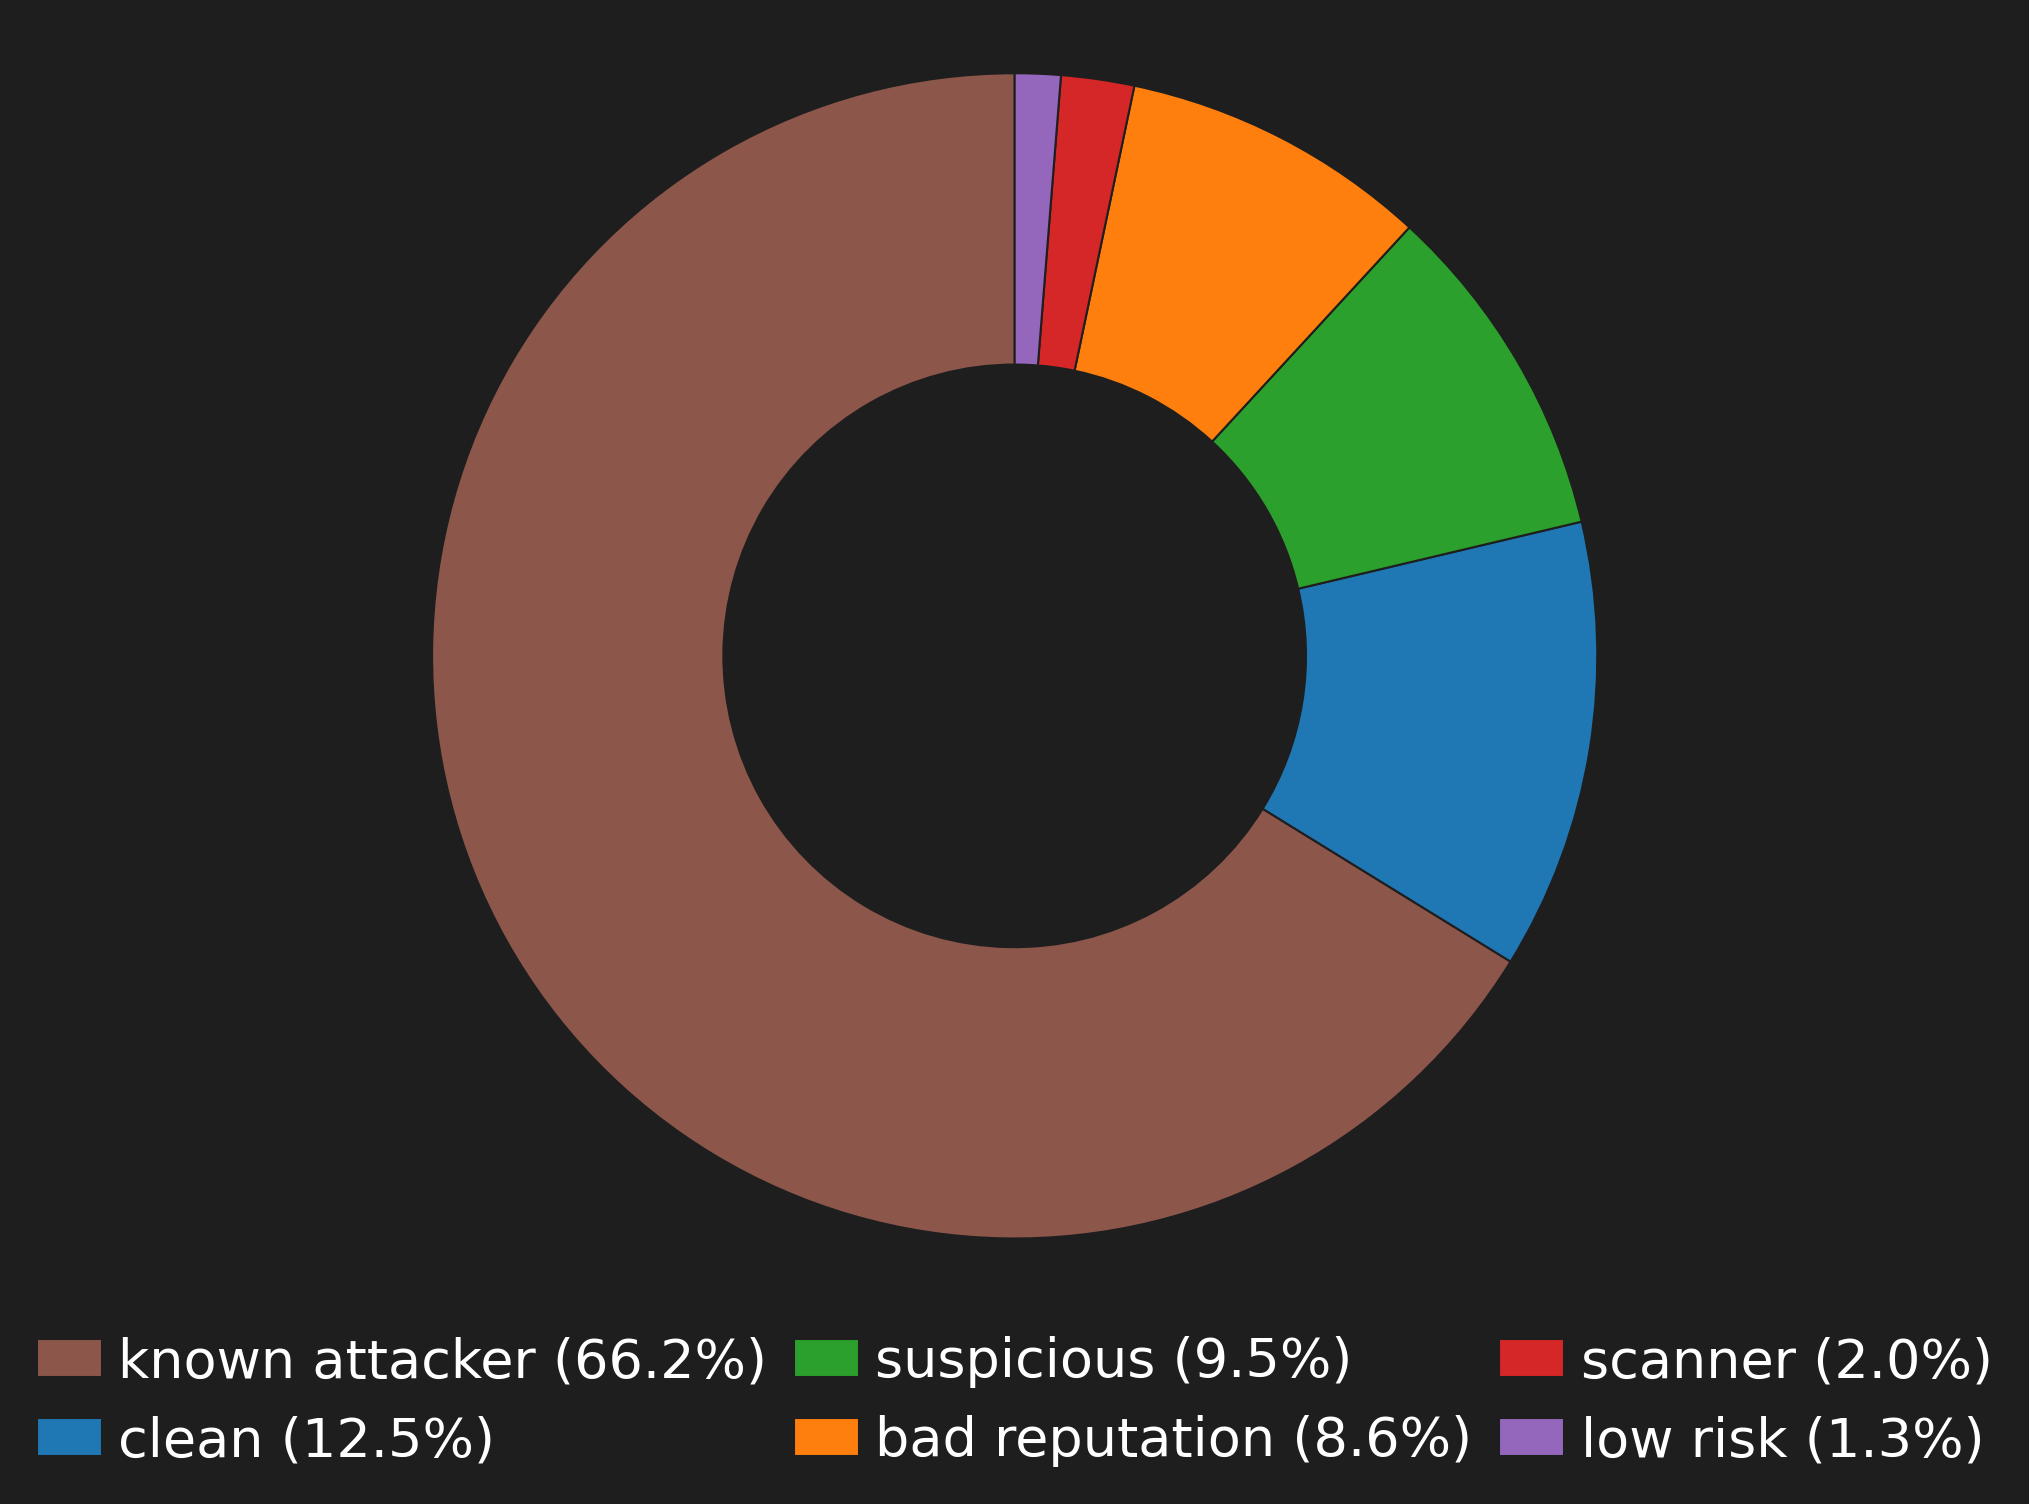 known attacker (66.2%)
clean (12.5%)
suspicious (9.5%)
bad reputation (8.6%)
scanner (2.0%)
low risk (1.3%)